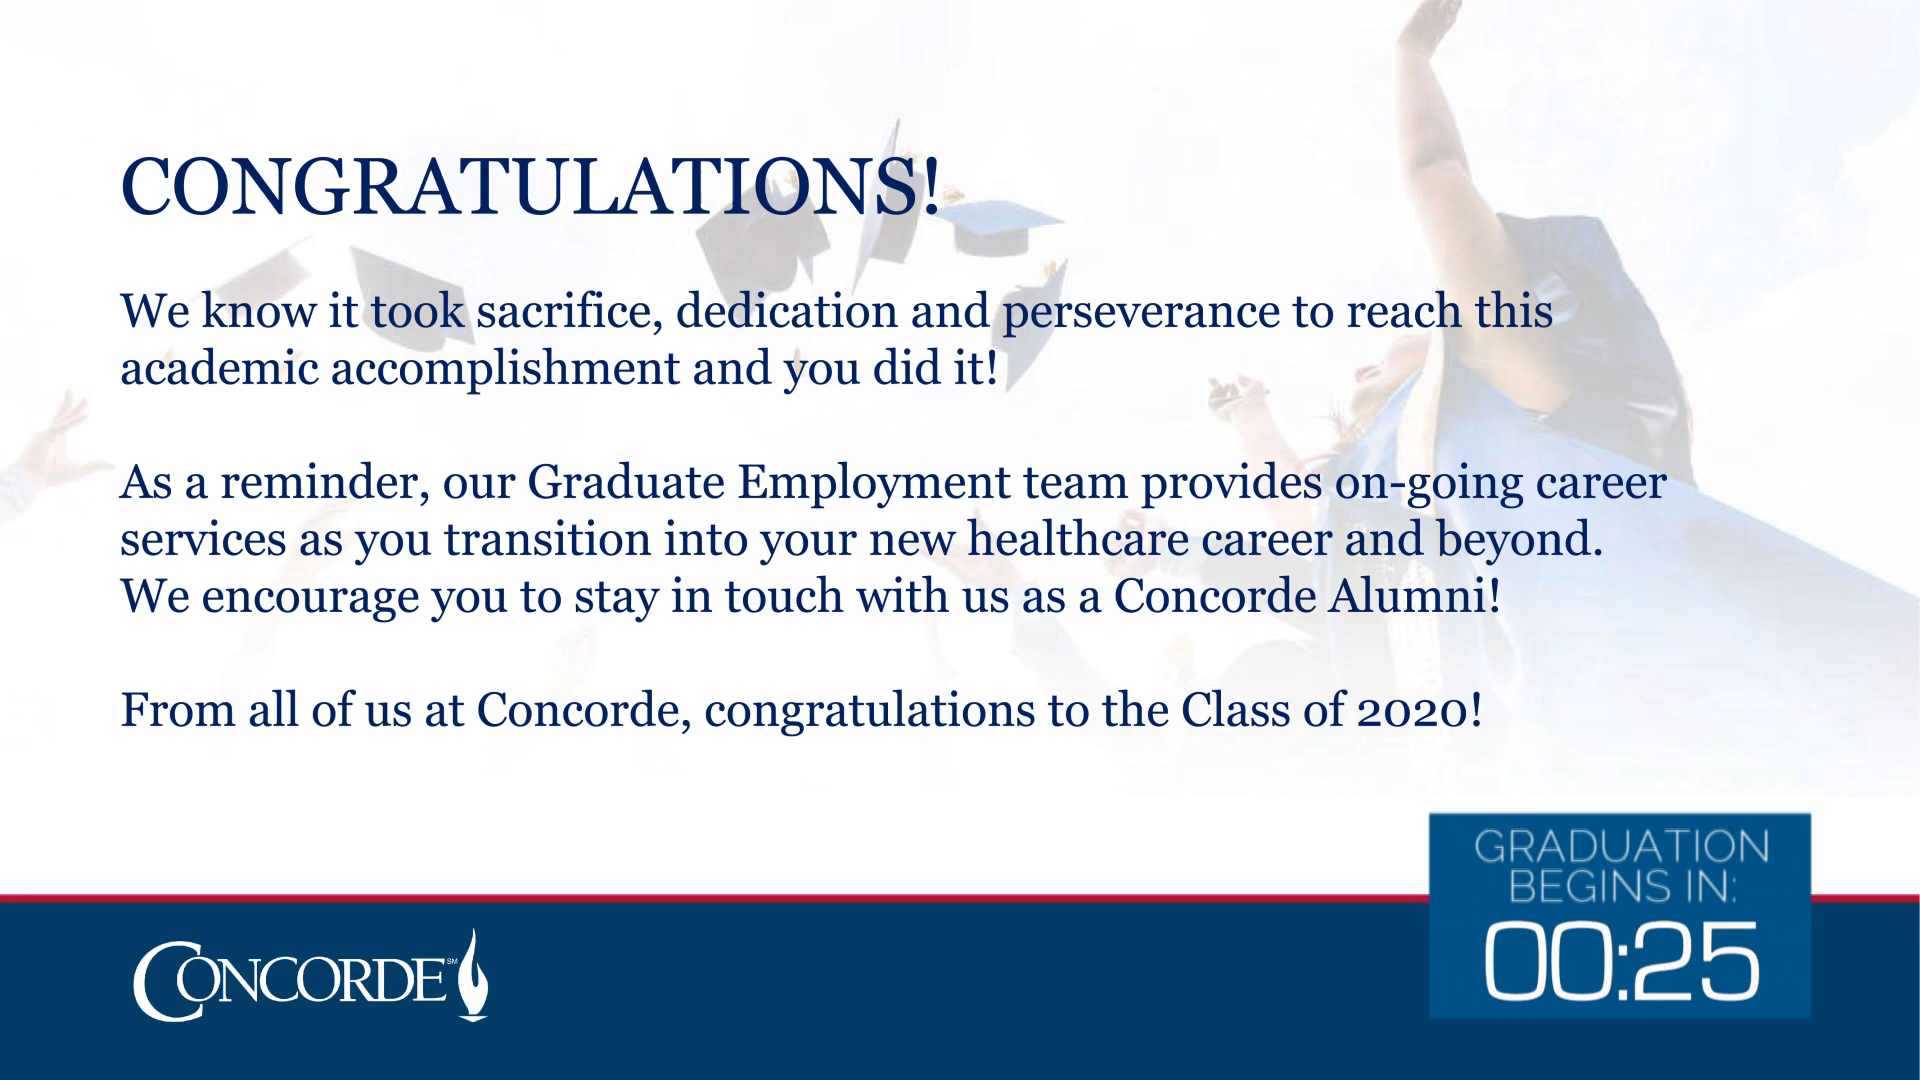 CONGRATULATIONS!
We know it took sacrifice, dedication and perseverance to reach this
academic accomplishment and you did it!
As a reminder, our Graduate Employment team provides on-going career
services as you transition into your new healthcare career and beyond.
We encourage you to stay in touch with us as a Concorde Alumni!
From all of us at Concorde, congratulations to the Class of 2020!
GRADUATION
BEGINS IN:
00:25
CONCORDE SM